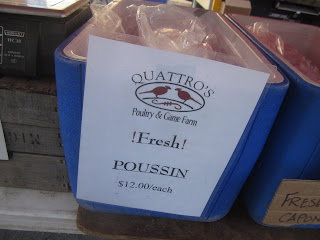 QUATTRO'S
Poultry & Game Farm
!Fresh!
POUSSIN
$12.00/each
FRESH
CAPON